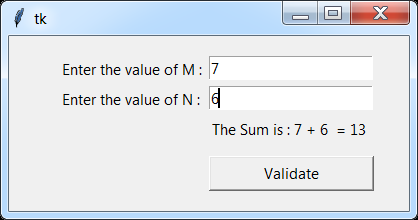 tk
Enter the value of M : 7
Enter the value of N : 6
The Sum is : 7 + 6  = 13
Validate